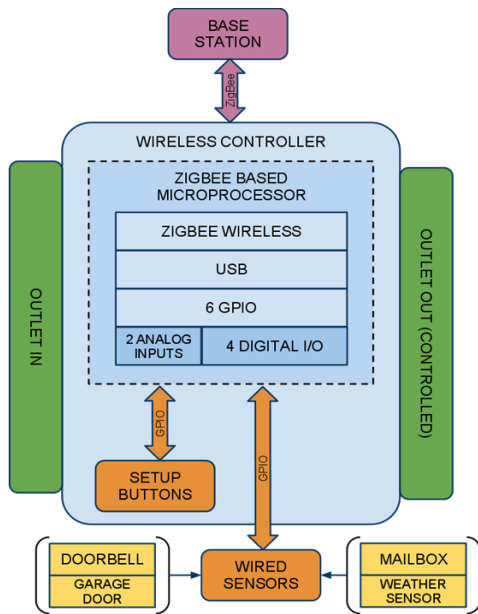 BASE
STATION
ZigBee
WIRELESS CONTROLLER
ZIGBEE BASED
MICROPROCESSOR
ZIGBEE WIRELESS
USB
6 GPIO
2 ANALOG
INPUTS
4 DIGITAL I/O
OUTLET IN
OUTLET OUT (CONTROLLED)
GPIO
GPIO
SETUP
BUTTONS
DOORBELL
GARAGE
DOOR
WIRED
SENSORS
MAILBOX
WEATHER
SENSOR